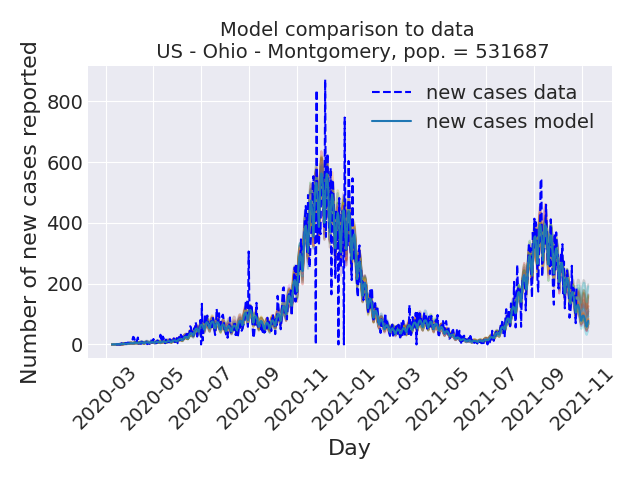 Model comparison to data
US - Ohio - Montgomery, pop. = 531687
Number of new cases reported
800
600
400
200
0
new cases data
new cases model
2020-03
2020-05
2020-07
2020-09
2020-11
2021-01
2021-03
2021-05
2021-07
2021-09
2021-11
Day